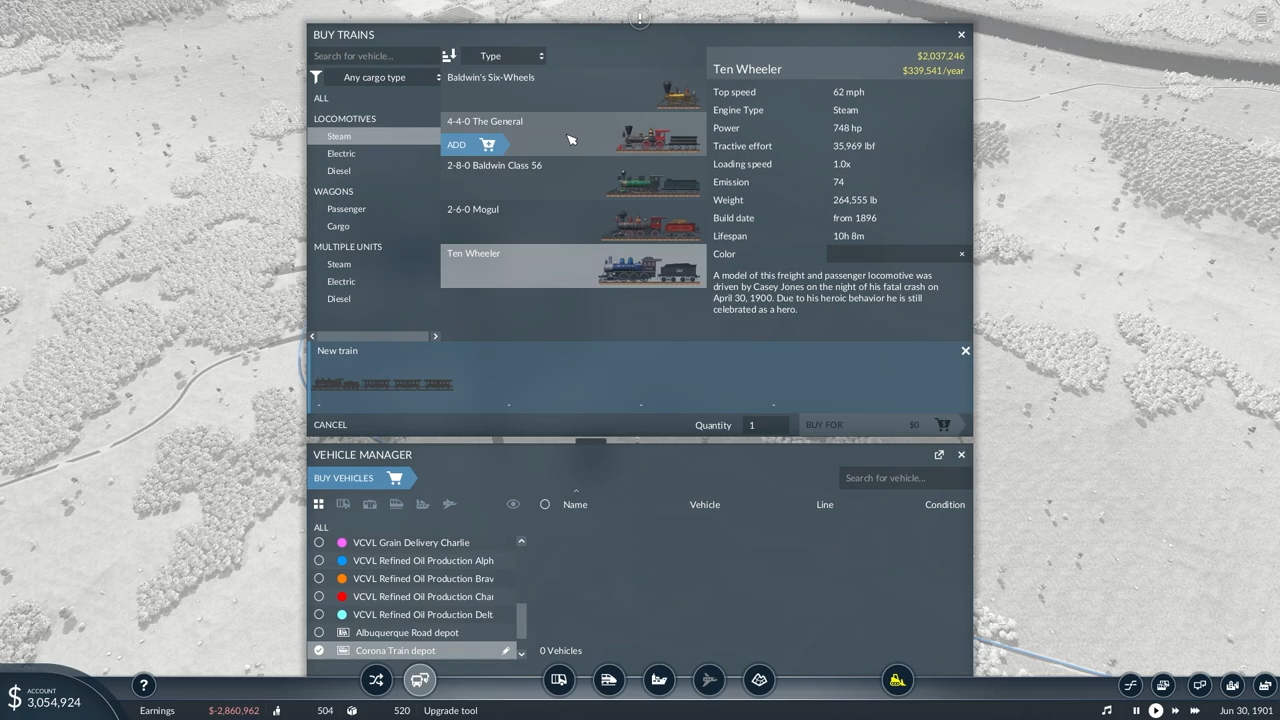 BUY TRAINS
Search for vehicle...
Type
Any cargo type
ALL
LOCOMOTIVES
Steam
Electric
Diesel
WAGONS
Passenger
Cargo
MULTIPLE UNITS
Steam
Electric
Diesel
Baldwin's Six-Wheels
4-4-0 The General
ADD
2-8-0 Baldwin Class 56
2-6-0 Mogul
Ten Wheeler
$2,037,246
Ten Wheeler
$339,541/year
Top speed 62 mph
Engine Type Steam
Power 748 hp
Tractive effort 35,969 lbf
Loading speed 1.0x
Emission 74
Weight 264,555 lb
Build date from 1896
Lifespan 10h 8m
Color
A model of this freight and passenger locomotive was
driven by Casey Jones on the night of his fatal crash on
April 30, 1900. Due to his heroic behavior he is still
celebrated as a hero.
New train
CANCEL
Quantity 1
BUY FOR $0
VEHICLE MANAGER
BUY VEHICLES
Search for vehicle...
Name Vehicle Line Condition
ALL
VCVL Grain Delivery Charlie
VCVL Refined Oil Production Alph
VCVL Refined Oil Production Brav
VCVL Refined Oil Production Char
VCVL Refined Oil Production Delt
Albuquerque Road depot
Corona Train depot
0 Vehicles
$ ACCOUNT
3,054,924
?
Earnings $-2,860,962 504 520 Upgrade tool
Jun 30, 1901